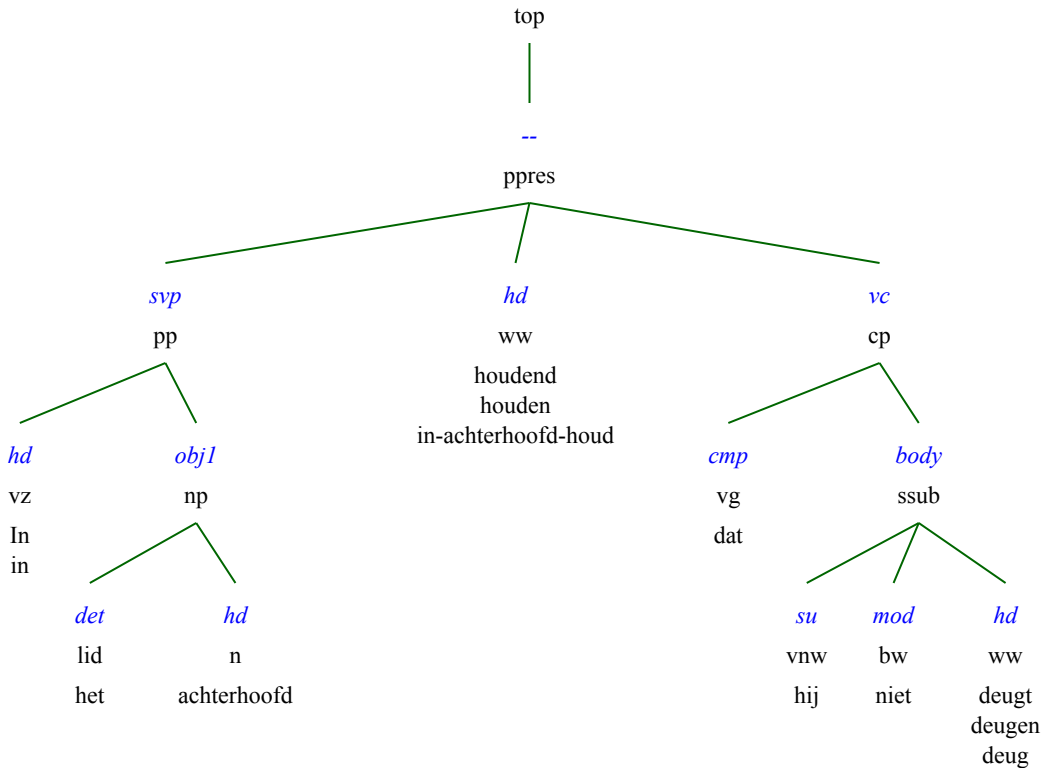 top
--
ppres
svp hd vc
pp ww cp
houdend
houden
in-achterhoofd-houd
hd obj1 cmp body
vz np vg ssub
In dat
in
det hd su mod hd
lid n vnw bw ww
het achterhoofd hij niet deugt
deugen
deug